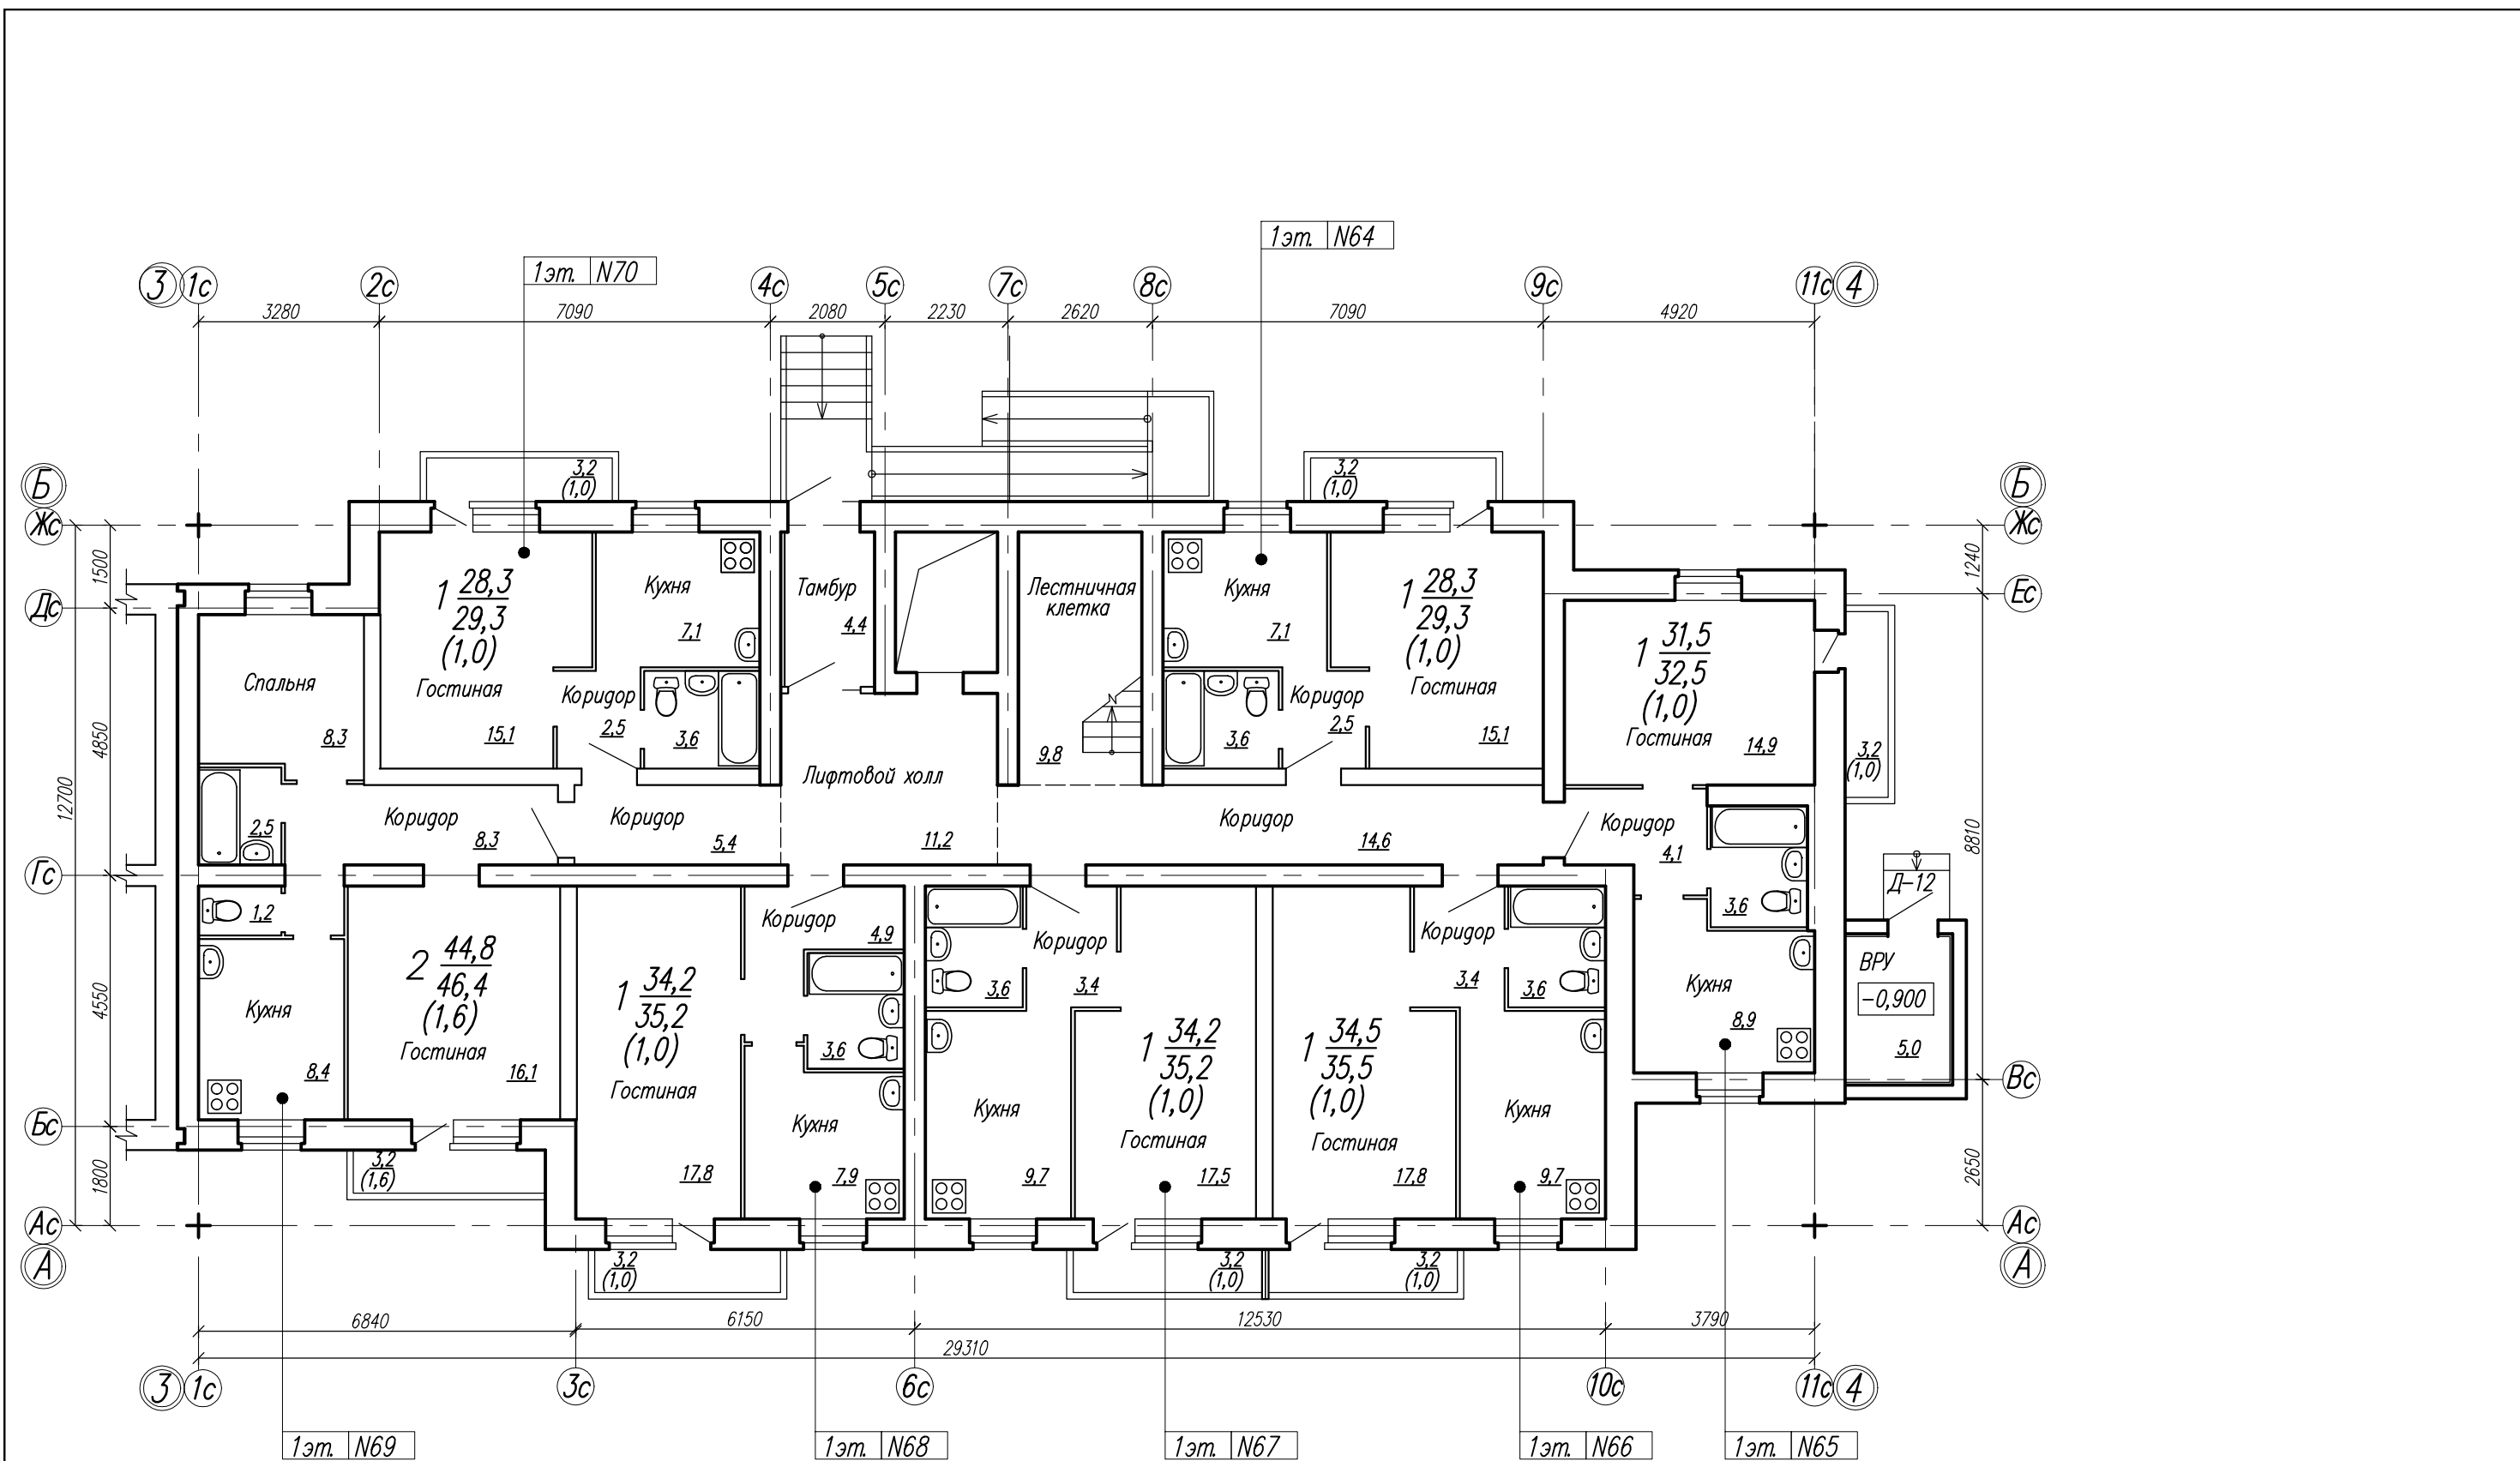 1эт. N64
1эт. N70
3 1с 2с 4с 5с 7с 8с 9с 11с 4
3280 7090 2080 2230 2620 7090 4920
3,2
(1,0)
3,2
(1,0)
Б
Жс
Б
Жс
1500
1240
Дс
Ес
1 28,3
29,3
(1,0)
Гостиная
15,1
Кухня
7,1
Коридор
2,5
3,6
Тамбур
4,4
Лестничная
клетка
9,8
Кухня
7,1
Коридор
2,5
3,6
1 28,3
29,3
(1,0)
Гостиная
15,1
1 31,5
32,5
(1,0)
Гостиная
14,9
3,2
(1,0)
Спальня
8,3
4850
12700
2,5
Лифтовой холл
Коридор
8,3
Коридор
5,4
11,2
Коридор
14,6
Коридор
4,1
3,6
8810
Гс
Д-12
1,2
2 44,8
46,4
(1,6)
Гостиная
16,1
Кухня
8,4
4550
Коридор
4,9
3,6
1 34,2
35,2
(1,0)
Гостиная
17,8
Кухня
7,9
Коридор
3,4
3,6
Кухня
9,7
1 34,2
35,2
(1,0)
Гостиная
17,5
1 34,5
35,5
(1,0)
Гостиная
17,8
Коридор
3,4
3,6
Кухня
9,7
Кухня
8,9
ВРУ
-0,900
5,0
Вс
Бс
1800
2650
3,2
(1,6)
Ас
А
Ас
А
3,2
(1,0)
3,2
(1,0)
3,2
(1,0)
6840 6150 12530 3790
29310
3 1с 3с 6с 10с 11с 4
1эт. N69
1эт. N68
1эт. N67
1эт. N66
1эт. N65